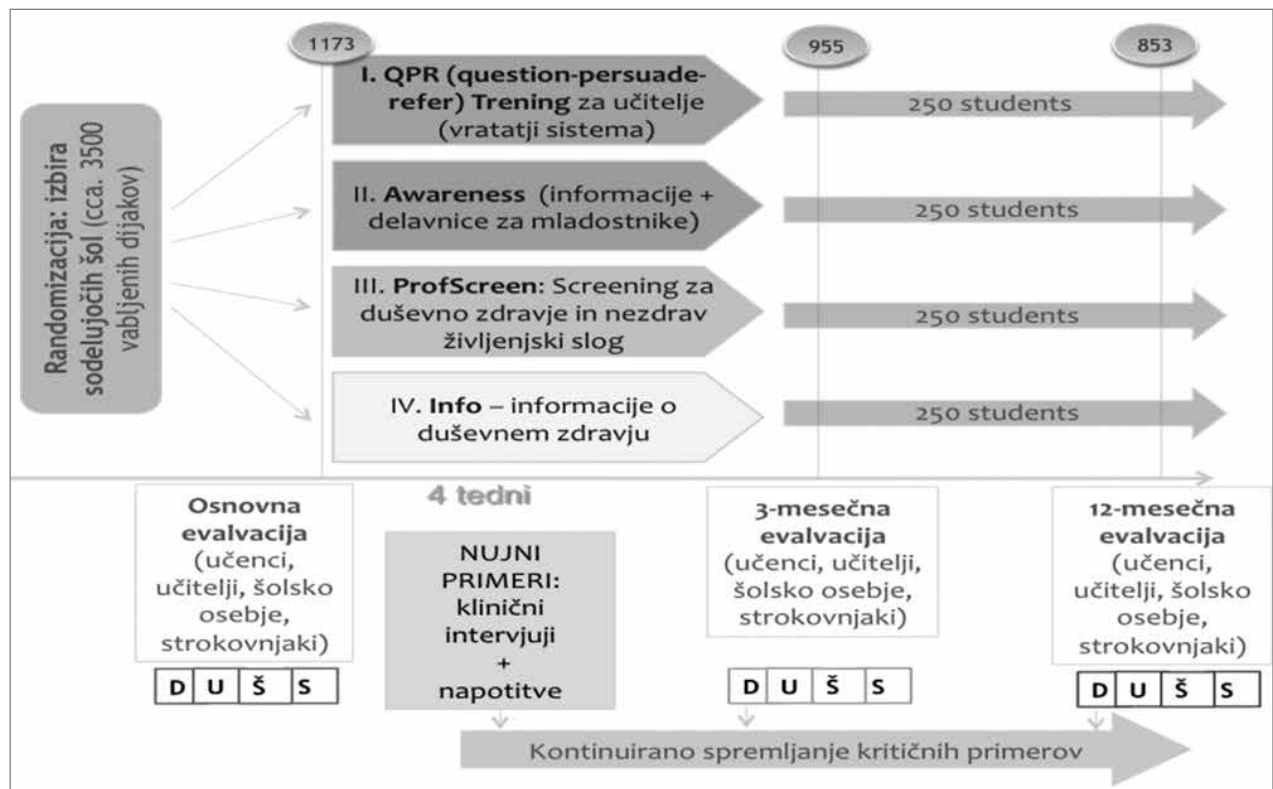 1173
955
853
Randomizacija: izbira
sodelujočih šol (cca. 3500
vabljenih dijakov)
I. QPR (question-persuade-
refer) Trening za učitelje
(vratatji sistema)
250 students
II. Awareness (informacije +
delavnice za mladostnike)
250 students
III. ProfScreen: Screening za
duševno zdravje in nezdrav
življenjski slog
250 students
IV. Info – informacije o
duševnem zdravju
250 students
4 tedni
Osnovna
evalvacija
(učenci,
učitelji, šolsko
osebje,
strokovnjaki)
D U Š S
NUJNI
PRIMERI:
klinični
intervjuji
+
napotitve
3-mesečna
evalvacija
(učenci, učitelji,
šolsko osebje,
strokovnjaki)
D U Š S
12-mesečna
evalvacija
(učenci,
učitelji, šolsko
osebje,
strokovnjaki)
D U Š S
Kontinuirano spremljanje kritičnih primerov